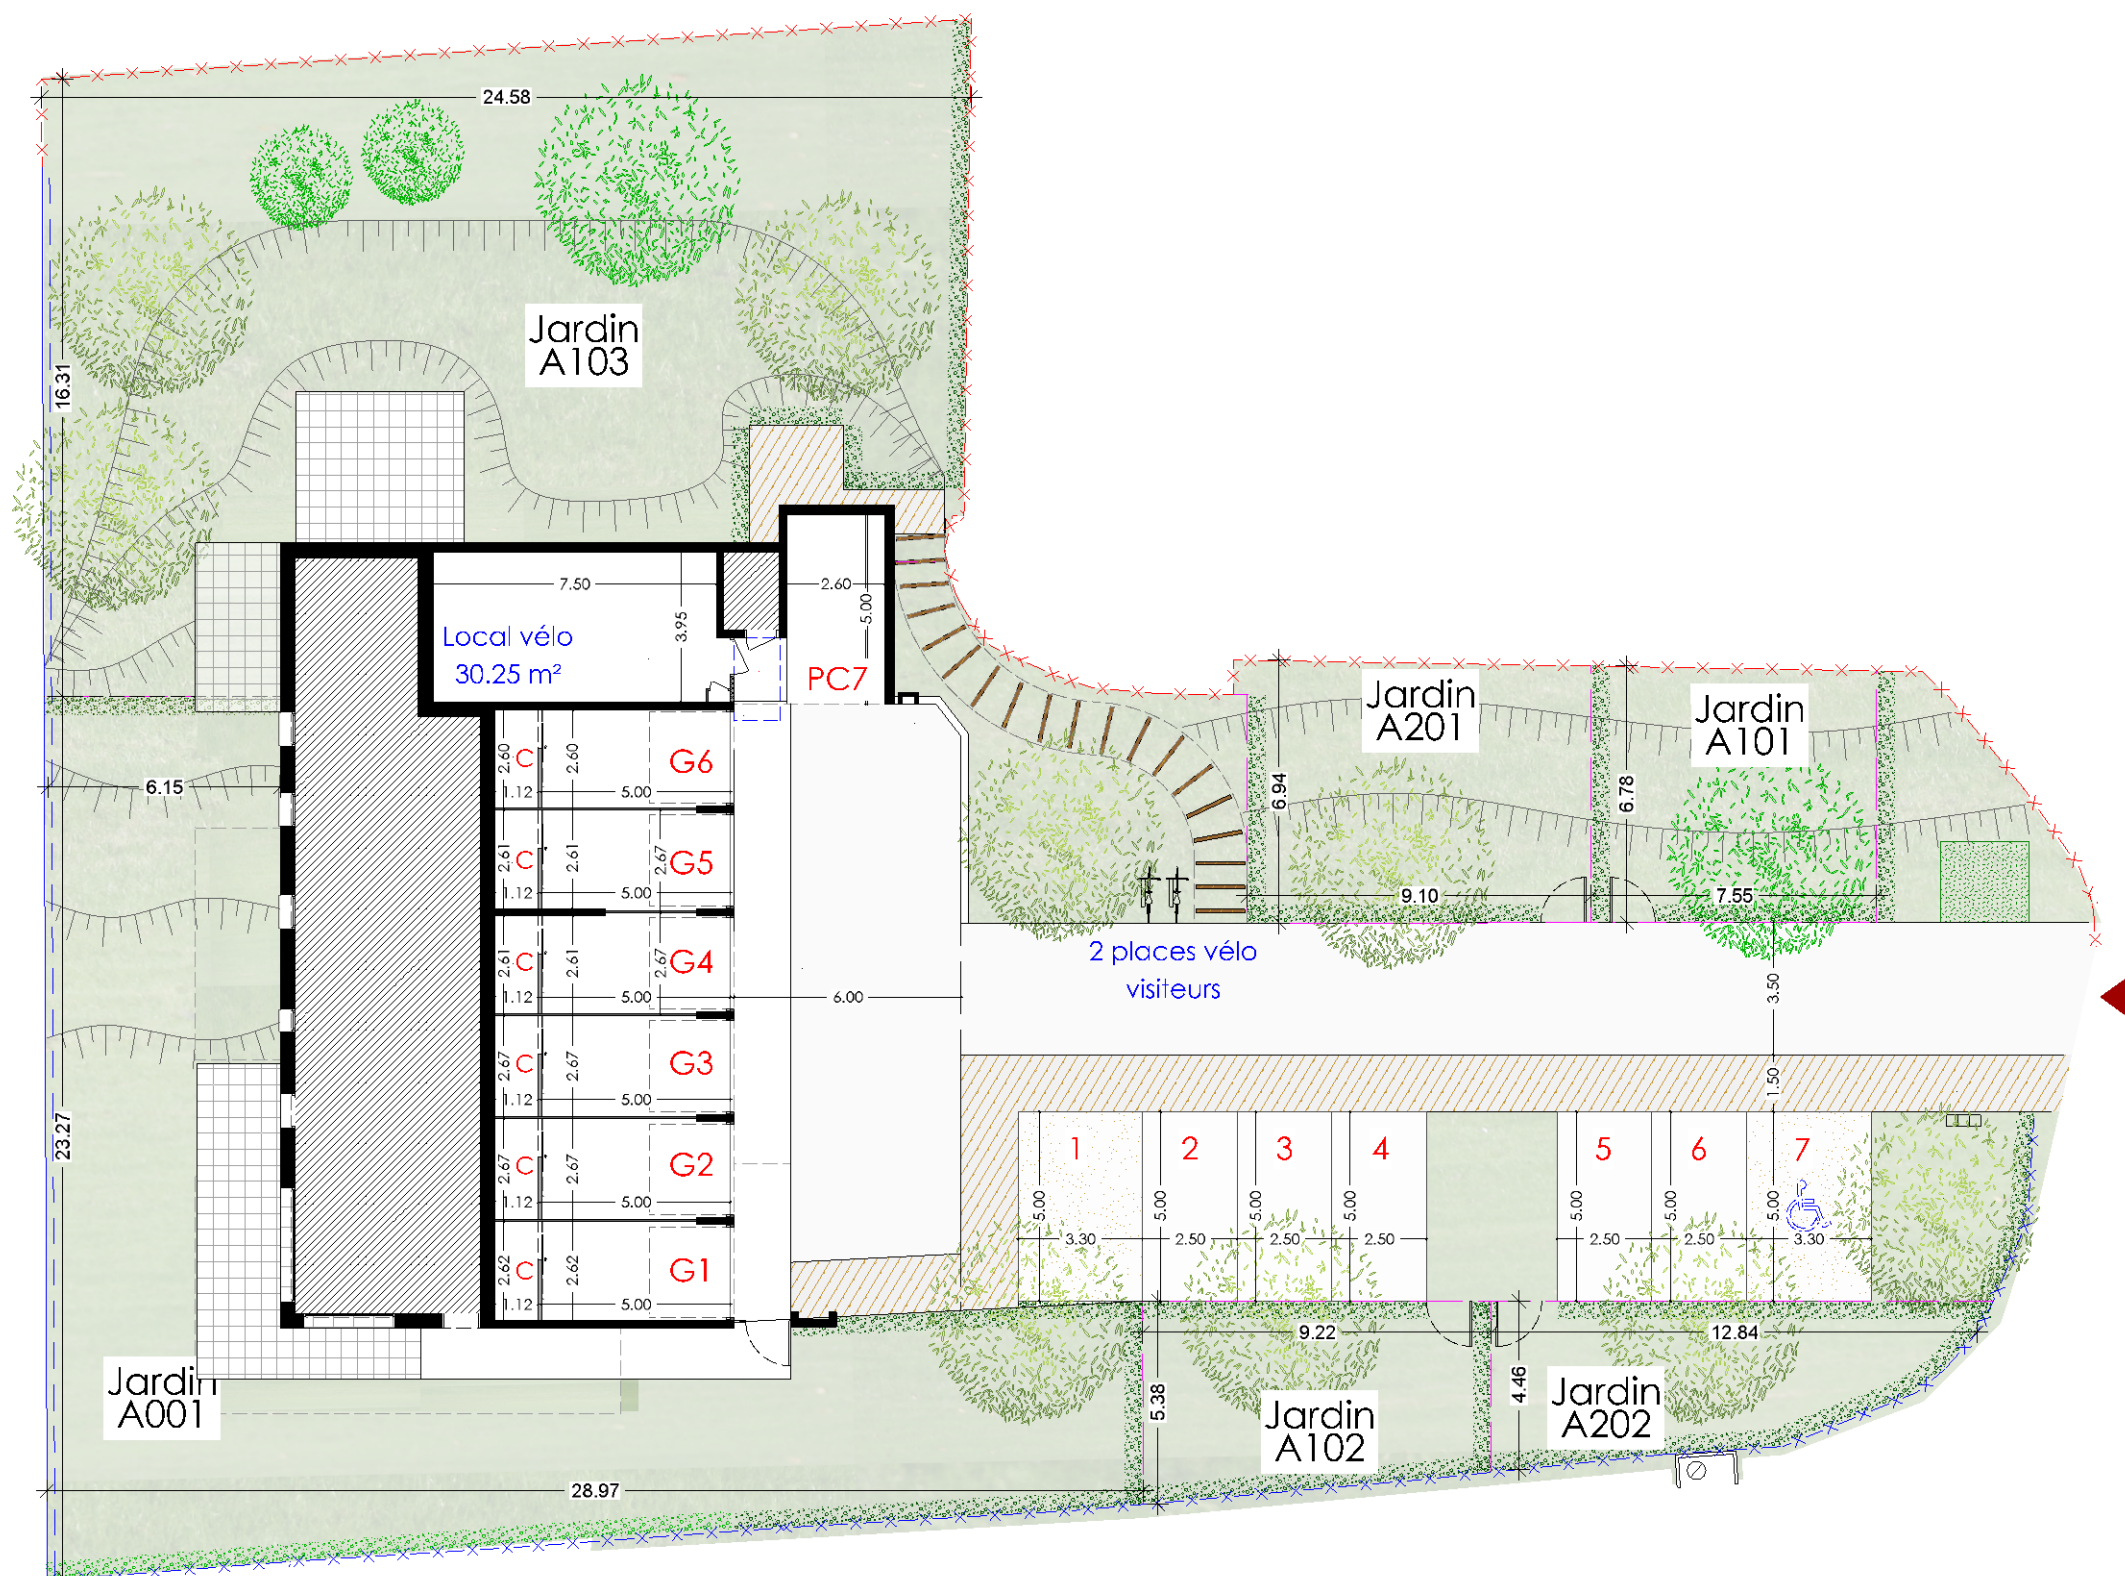 24.58
16.31
Jardin
A103
7.50
3.95
2.60
5.00
Local vélo
30.25 m²
PC7
Jardin
A201
Jardin
A101
6.15
2.60
C
2.60
G6
1.12
5.00
6.94
6.78
2.61
C
2.61
2.67
G5
1.12
5.00
9.10
7.55
2.61
C
2.61
2.67
G4
1.12
5.00
6.00
2 places vélo
visiteurs
3.50
2.67
C
2.67
G3
1.12
5.00
1.50
23.27
2.67
C
2.67
G2
1.12
5.00
1
2
3
4
5
6
7
5.00
5.00
5.00
5.00
5.00
5.00
5.00
3.30
2.50
2.50
2.50
2.50
2.50
3.30
2.62
C
2.62
G1
1.12
5.00
9.22
12.84
Jardin
A001
5.38
4.46
Jardin
A102
Jardin
A202
28.97